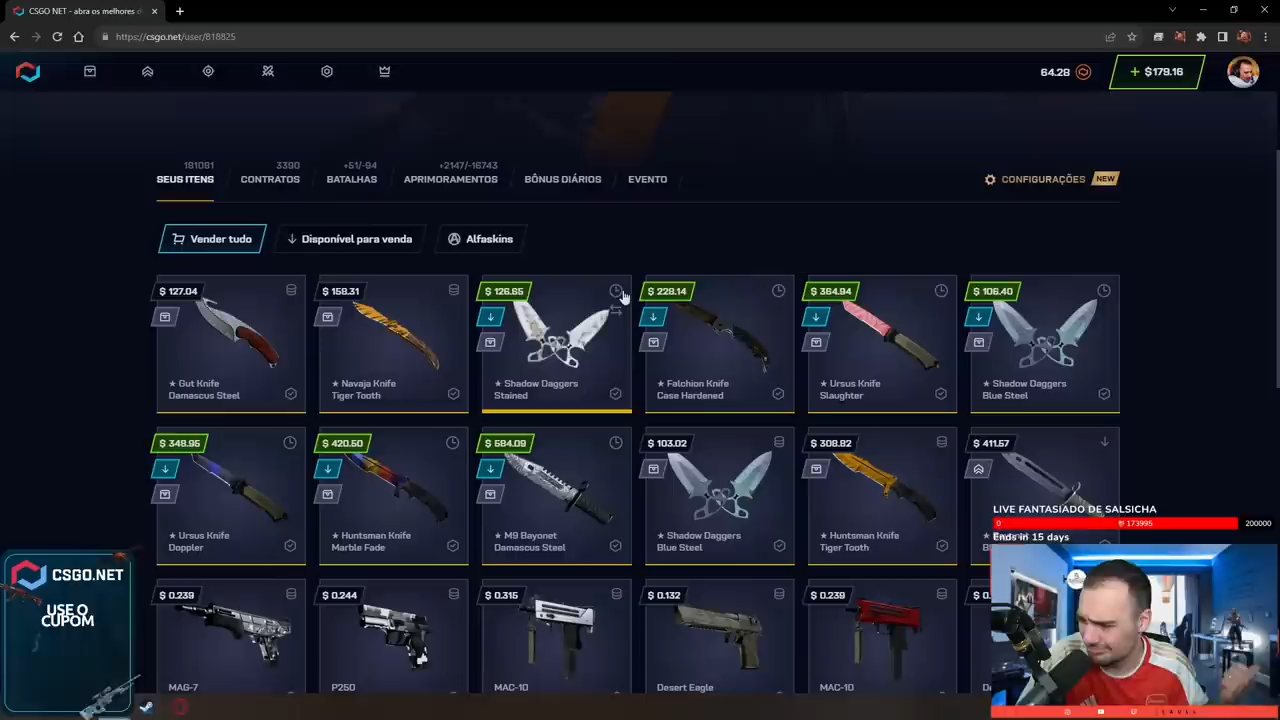 CSGO NET - abra os melhores c
https://csgo.net/user/818825
64.28
+ $179.16
181091
3390
+51/-94
+2147/-16743
SEUS ITENS
CONTRATOS
BATALHAS
APRIMORAMENTOS
BÔNUS DIÁRIOS
EVENTO
CONFIGURAÇÕES
NEW
Vender tudo
Disponível para venda
Alfaskins
$ 127.04
$ 158.31
$ 126.65
$ 228.14
$ 364.94
$ 106.40
★ Gut Knife
Damascus Steel
★ Navaja Knife
Tiger Tooth
★ Shadow Daggers
Stained
★ Falchion Knife
Case Hardened
★ Ursus Knife
Slaughter
★ Shadow Daggers
Blue Steel
$ 348.95
$ 420.50
$ 584.09
$ 103.02
$ 308.82
$ 411.57
★ Ursus Knife
Doppler
★ Huntsman Knife
Marble Fade
★ M9 Bayonet
Damascus Steel
★ Shadow Daggers
Blue Steel
★ Huntsman Knife
Tiger Tooth
$ 0.239
$ 0.244
$ 0.315
$ 0.132
$ 0.239
MAG-7
P250
MAC-10
Desert Eagle
MAC-10
CSGO.NET
USE O
CUPOM
LIVE FANTASIADO DE SALSICHA
0
173995
200000
Ends in 15 days